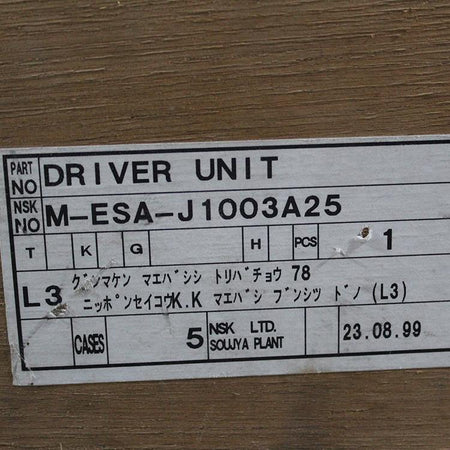 PART NO DRIVER UNIT
NSK NO M-ESA-J1003A25
T K G H PCS 1
L3 グンマケン マエバシシ トリバチョウ 78
ニッポンセイコウK.K マエバシ ブンシツ ドノ (L3)
CASES 5 NSK LTD. SOUJYA PLANT 23.08.99